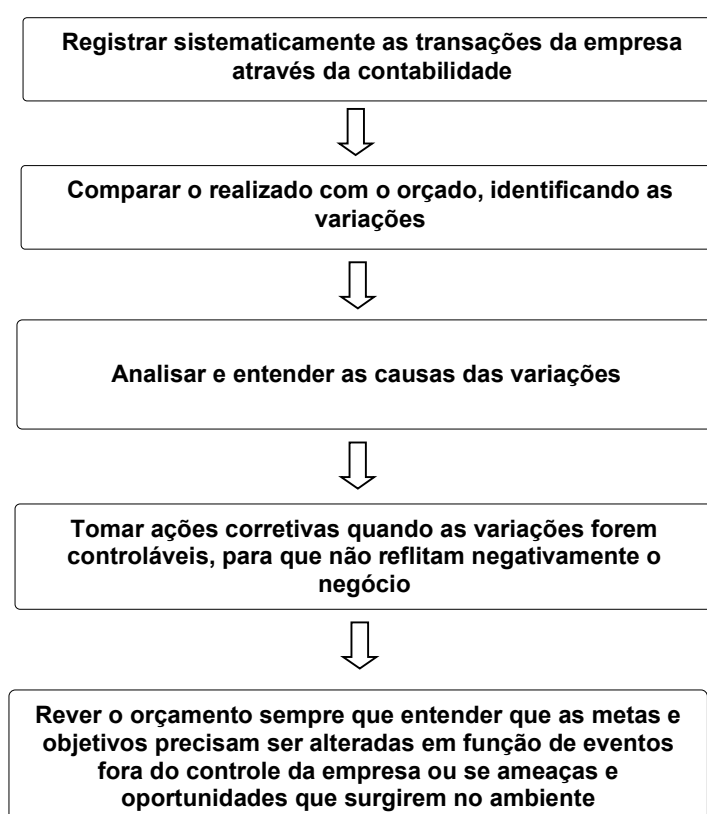 Registrar sistematicamente as transações da empresa
através da contabilidade
Comparar o realizado com o orçado, identificando as
variações
Analisar e entender as causas das variações
Tomar ações corretivas quando as variações forem
controláveis, para que não reflitam negativamente o
negócio
Rever o orçamento sempre que entender que as metas e
objetivos precisam ser alteradas em função de eventos
fora do controle da empresa ou se ameaças e
oportunidades que surgirem no ambiente